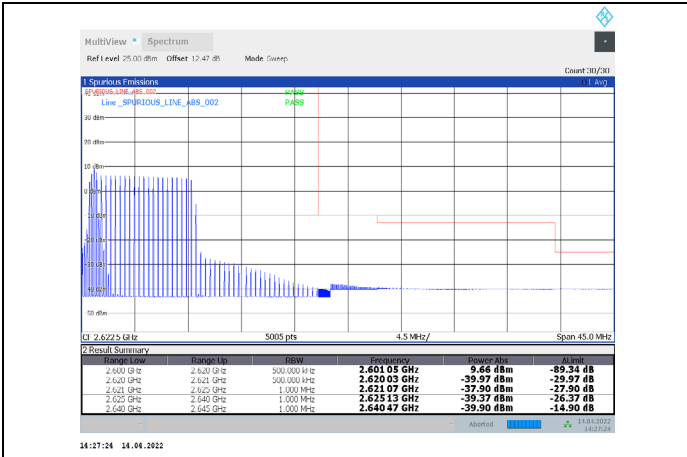 MultiView Spectrum
Ref Level 25.00 dBm Offset 12.47 dB Mode Sweep
Count 30/30
1 Spurious Emissions 1 Avg
SPURIOUS_LINE_ABS_002 PASS
Line _SPURIOUS_LINE_ABS_002 PASS
30 dBm
20 dBm
10 dBm
0 dBm
-10 dBm
-20 dBm
-30 dBm
-40 dBm
-50 dBm
CF 2.6225 GHz 5005 pts 4.5 MHz/ Span 45.0 MHz
2 Result Summary
Range Low Range Up RBW Frequency Power Abs ΔLimit
2.600 GHz 2.620 GHz 500.000 kHz 2.601 05 GHz 9.66 dBm -89.34 dB
2.620 GHz 2.621 GHz 500.000 kHz 2.620 03 GHz -39.97 dBm -29.97 dB
2.621 GHz 2.625 GHz 1.000 MHz 2.621 07 GHz -37.90 dBm -27.90 dB
2.625 GHz 2.640 GHz 1.000 MHz 2.625 13 GHz -39.37 dBm -26.37 dB
2.640 GHz 2.645 GHz 1.000 MHz 2.640 47 GHz -39.90 dBm -14.90 dB
Aborted 14.04.2022
14:27:24
14:27:24 14.04.2022